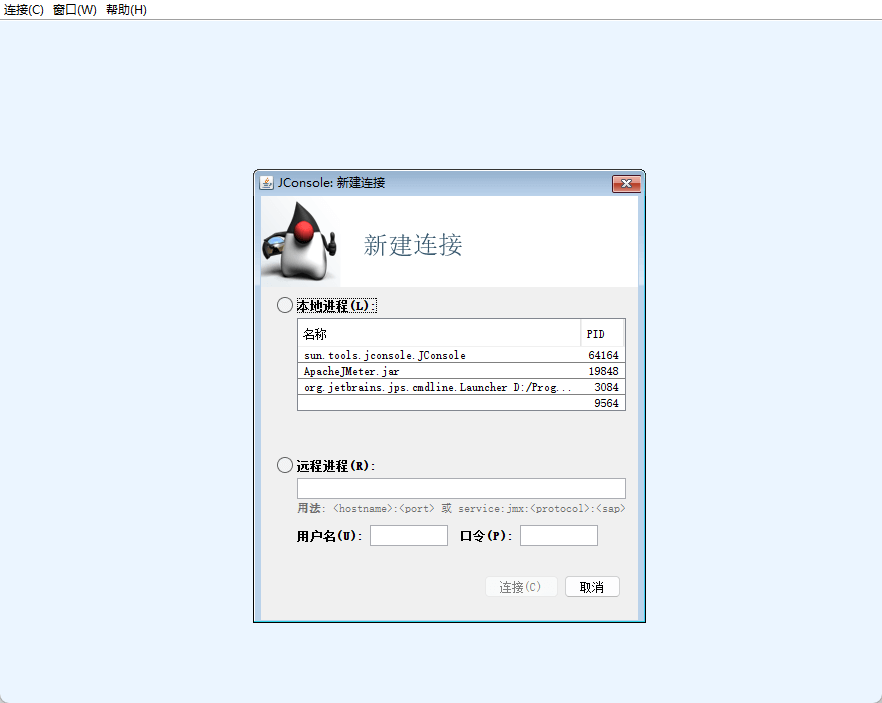 连接(C) 窗口(W) 帮助(H)
JConsole: 新建连接
新建连接
本地进程(L):
名称 PID
sun.tools.jconsole.JConsole 64164
ApacheJMeter.jar 19848
org.jetbrains.jps.cmdline.Launcher D:/Prog... 3084
9564
远程进程(R):
用法: <hostname>:<port> 或 service:jmx:<protocol>:<sap>
用户名(U): 口令(P):
连接(C) 取消